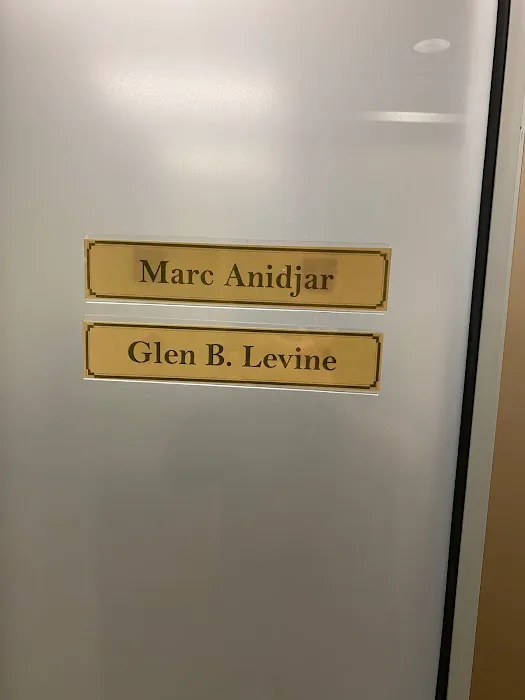 Marc Anidjar
Glen B. Levine